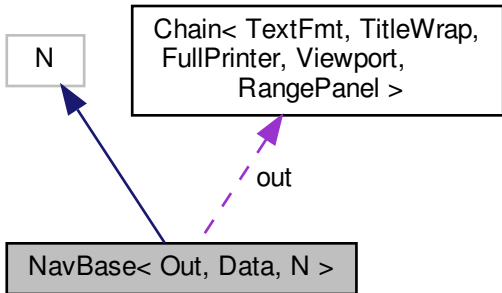 N
Chain< TextFmt, TitleWrap,
FullPrinter, Viewport,
RangePanel >
out
NavBase< Out, Data, N >